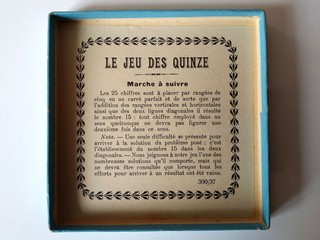 LE JEU DES QUINZE
Marche à suivre
Les 25 chiffres sont à placer par rangées de
cinq en un carré parfait et de sorte que par
l'addition des rangées verticales et horizontales
ainsi que des deux lignes diagonales il résulte
le nombre 15 ; tout chiffre employé dans un
sens quelconque ne devra pas figurer une
deuxième fois dans ce sens.
Nota. — Une seule difficulté se présente pour
arriver à la solution du problème posé : c'est
l'établissement du nombre 15 dans les deux
diagonales. — Nous joignons à notre jeu l'une des
nombreuses solutions qu'il comporte, mais qui
ne devra être consultée que lorsque tous les
efforts pour arriver à un résultat ont été vains.
300/37